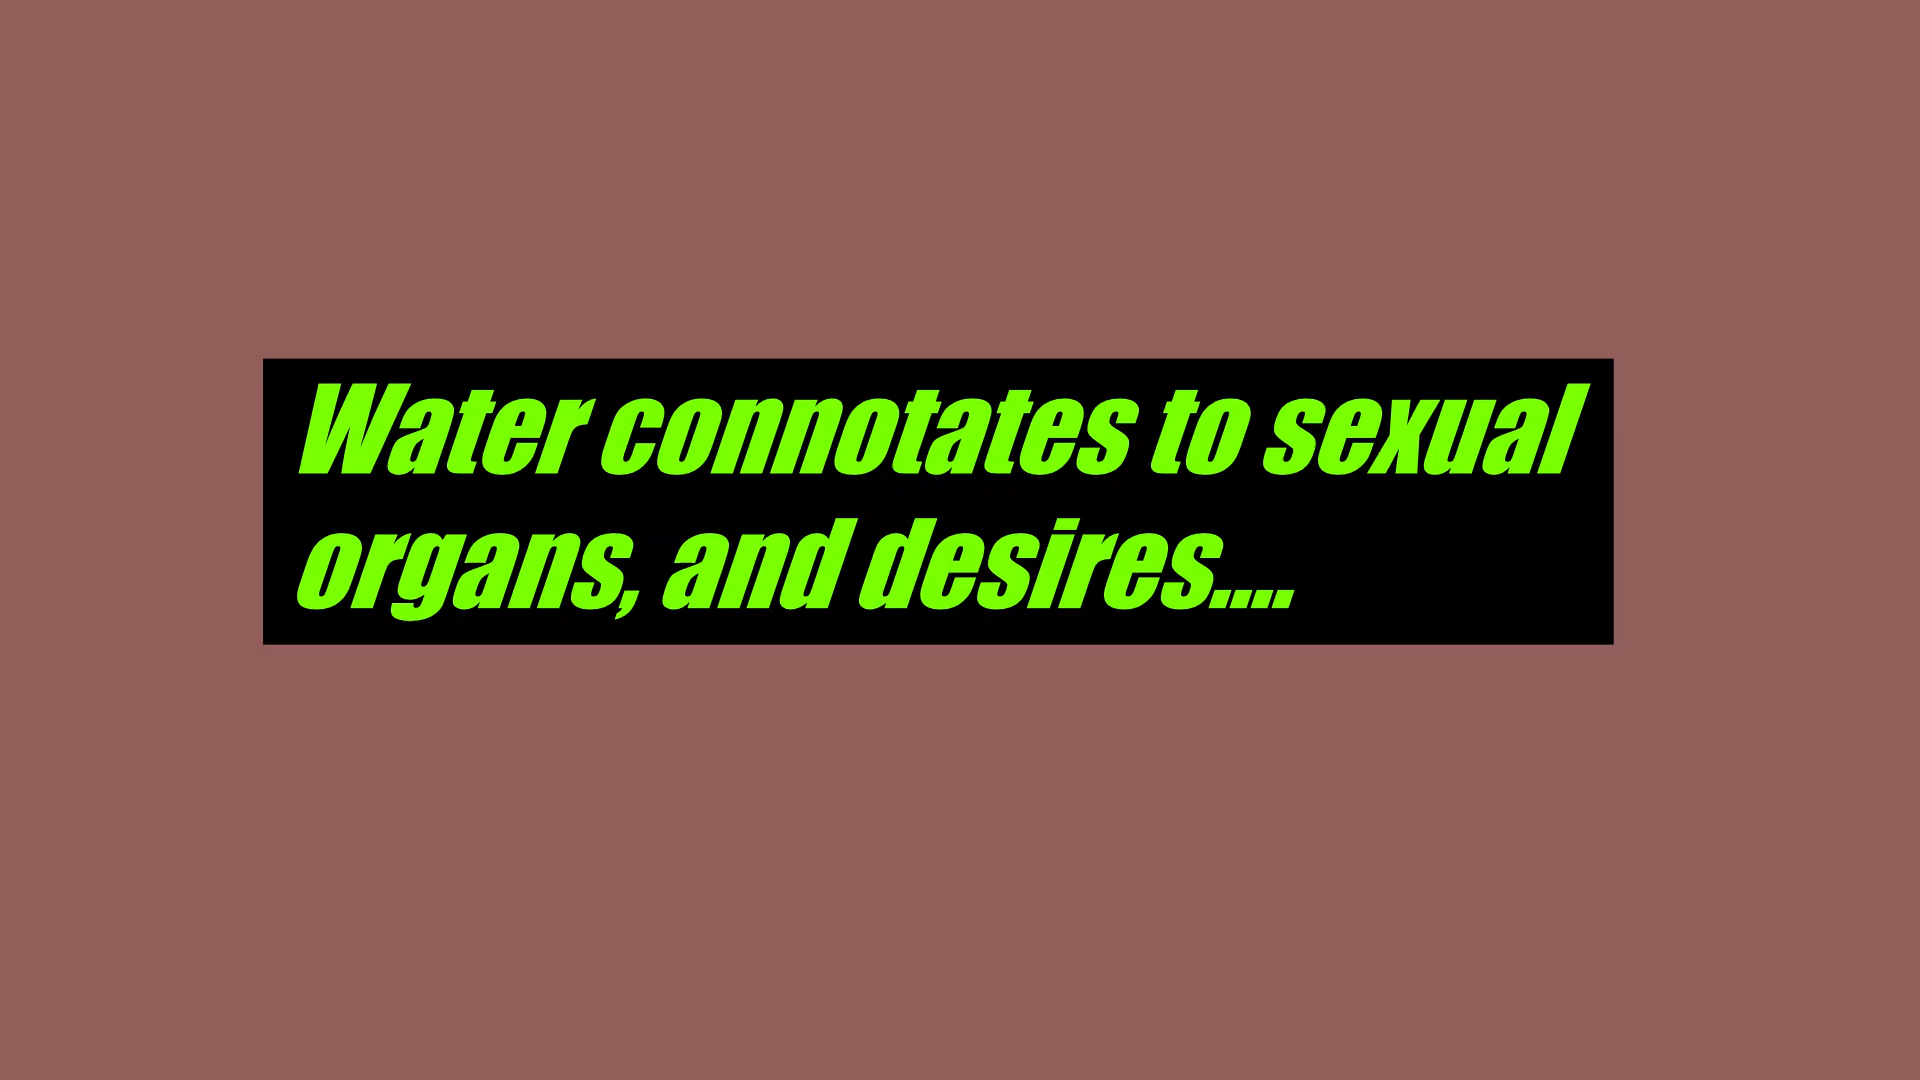 Water connotates to sexual
organs, and desires....